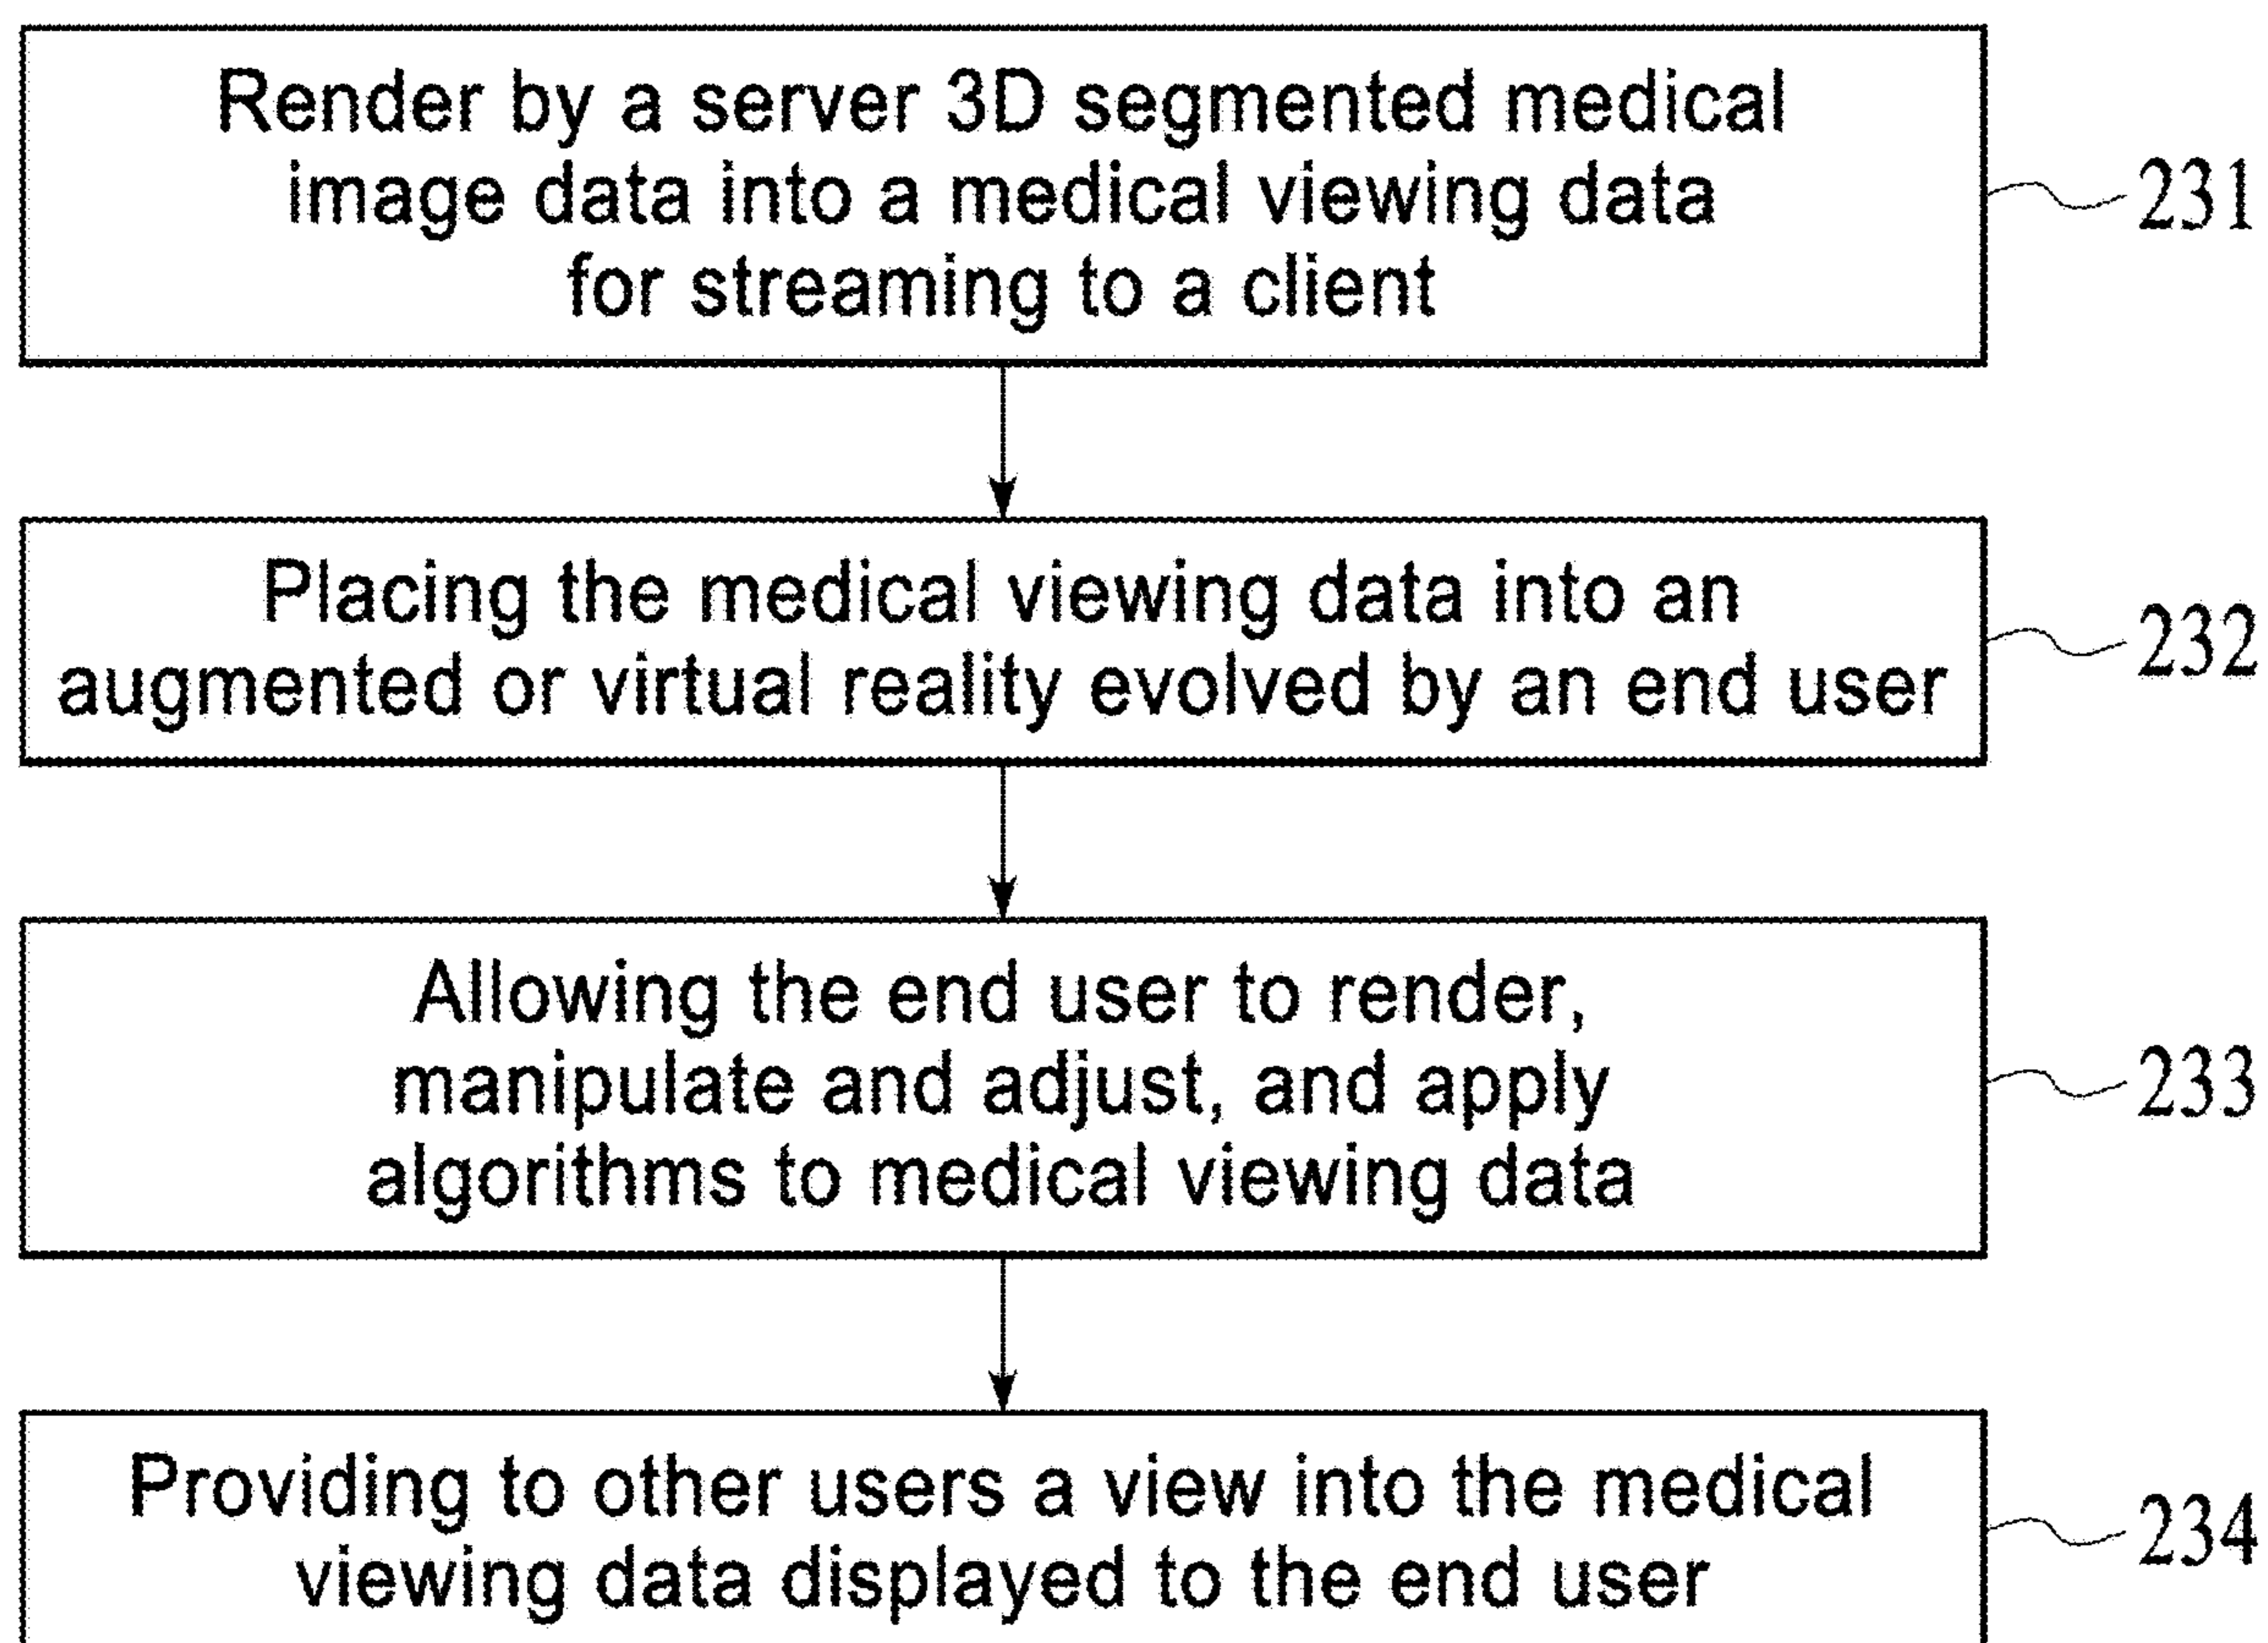 Render by a server 3D segmented medical
image data into a medical viewing data
for streaming to a client
231
Placing the medical viewing data into an
augmented or virtual reality evolved by an end user
232
Allowing the end user to render,
manipulate and adjust, and apply
algorithms to medical viewing data
233
Providing to other users a view into the medical
viewing data displayed to the end user
234